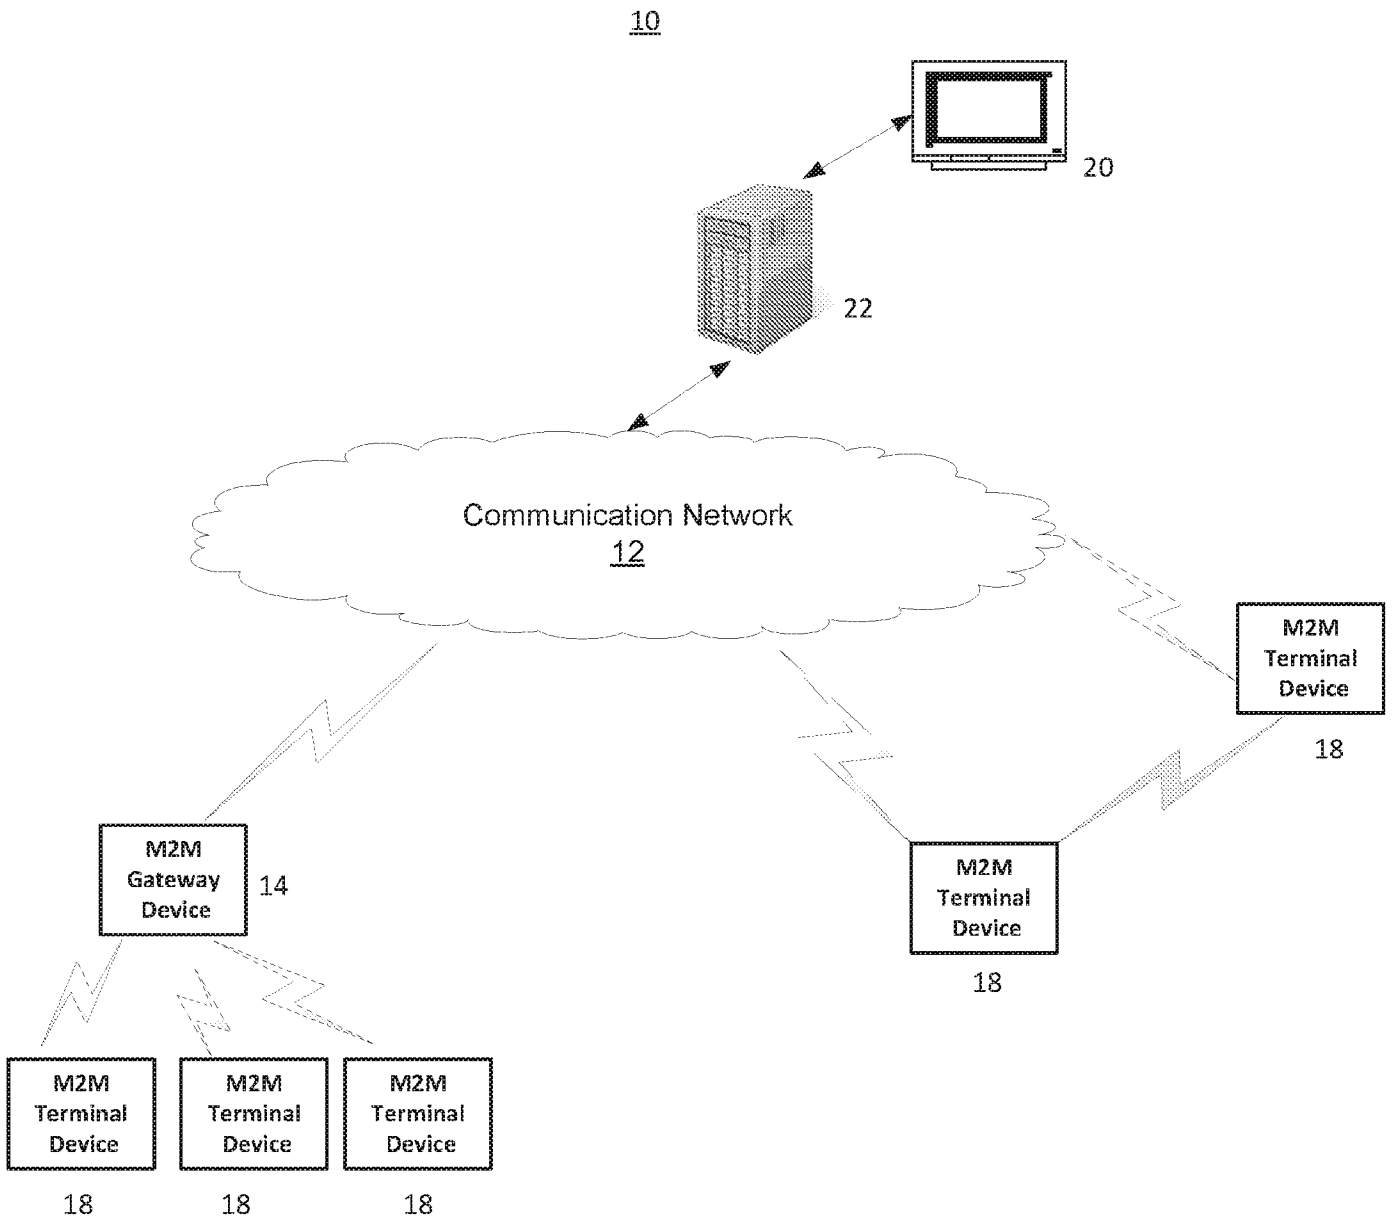 10
20
22
Communication Network
12
M2M
Terminal
Device
18
M2M
Gateway
Device
14
M2M
Terminal
Device
18
M2M
Terminal
Device
18
M2M
Terminal
Device
18
M2M
Terminal
Device
18